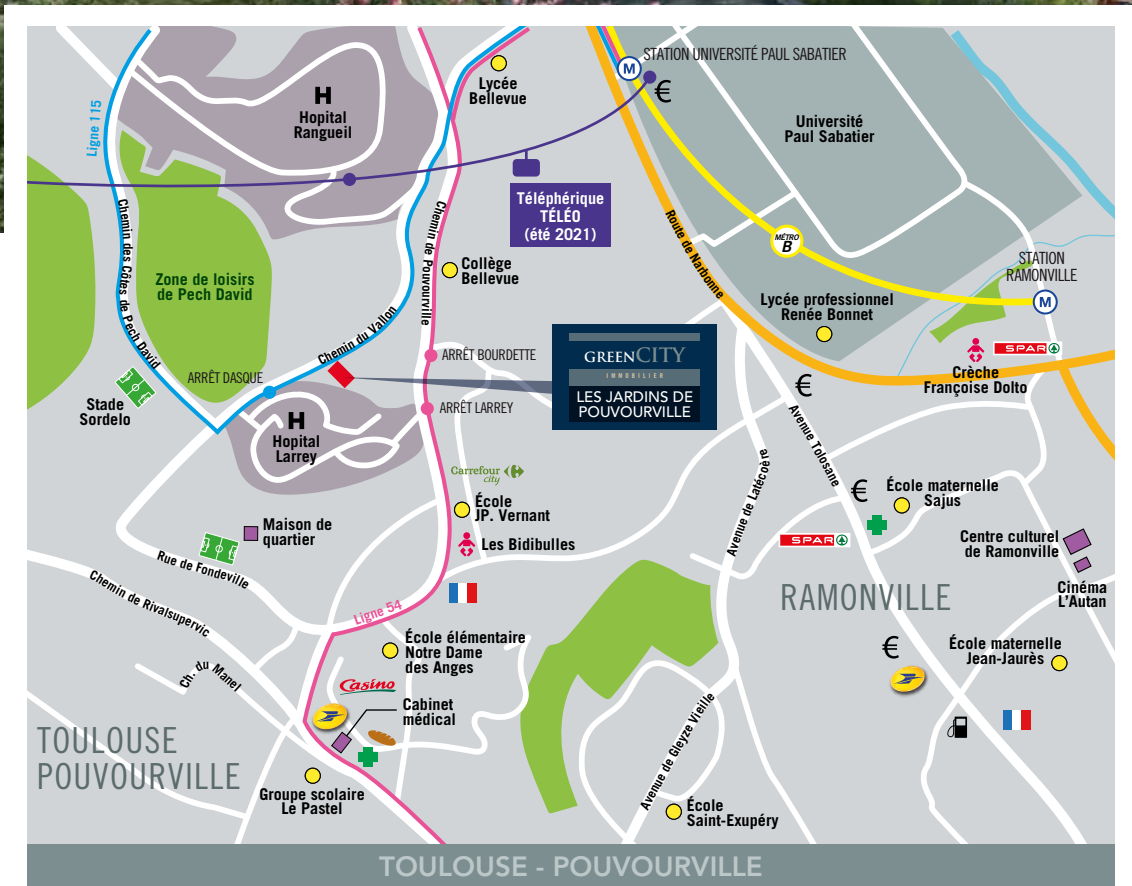 STATION UNIVERSITÉ PAUL SABATIER
M
€
Lycée
Bellevue
H
Hopital
Rangueil
Ligne 115
Université
Paul Sabatier
Téléphérique
TÉLÉO
(été 2021)
Chemin de Pouvourville
Route de Narbonne
MÉTRO
B
STATION
RAMONVILLE
M
Chemin des Côtes de Pech David
Zone de loisirs
de Pech David
Collège
Bellevue
Lycée professionnel
Renée Bonnet
Chemin du Vallon
ARRÊT BOURDETTE
GREENCITY
IMMOBILIER
LES JARDINS DE
POUVOURVILLE
SPAR
Crèche
Françoise Dolto
€
ARRÊT DASQUE
ARRÊT LARREY
Stade
Sordelo
H
Hopital
Larrey
Avenue Tolosane
Carrefour
city
École
JP. Vernant
Les Bidibulles
Avenue de Latécoère
€
École maternelle
Sajus
SPAR
Centre culturel
de Ramonville
Cinéma
L'Autan
Maison de
quartier
Rue de Fondeville
Chemin de Rivalsupervic
Ligne 54
RAMONVILLE
École élémentaire
Notre Dame
des Anges
€
École maternelle
Jean-Jaurès
Ch. du Manel
Casino
Cabinet
médical
TOULOUSE
POUVOURVILLE
Avenue de Gleyze Vieille
Groupe scolaire
Le Pastel
École
Saint-Exupéry
TOULOUSE - POUVOURVILLE